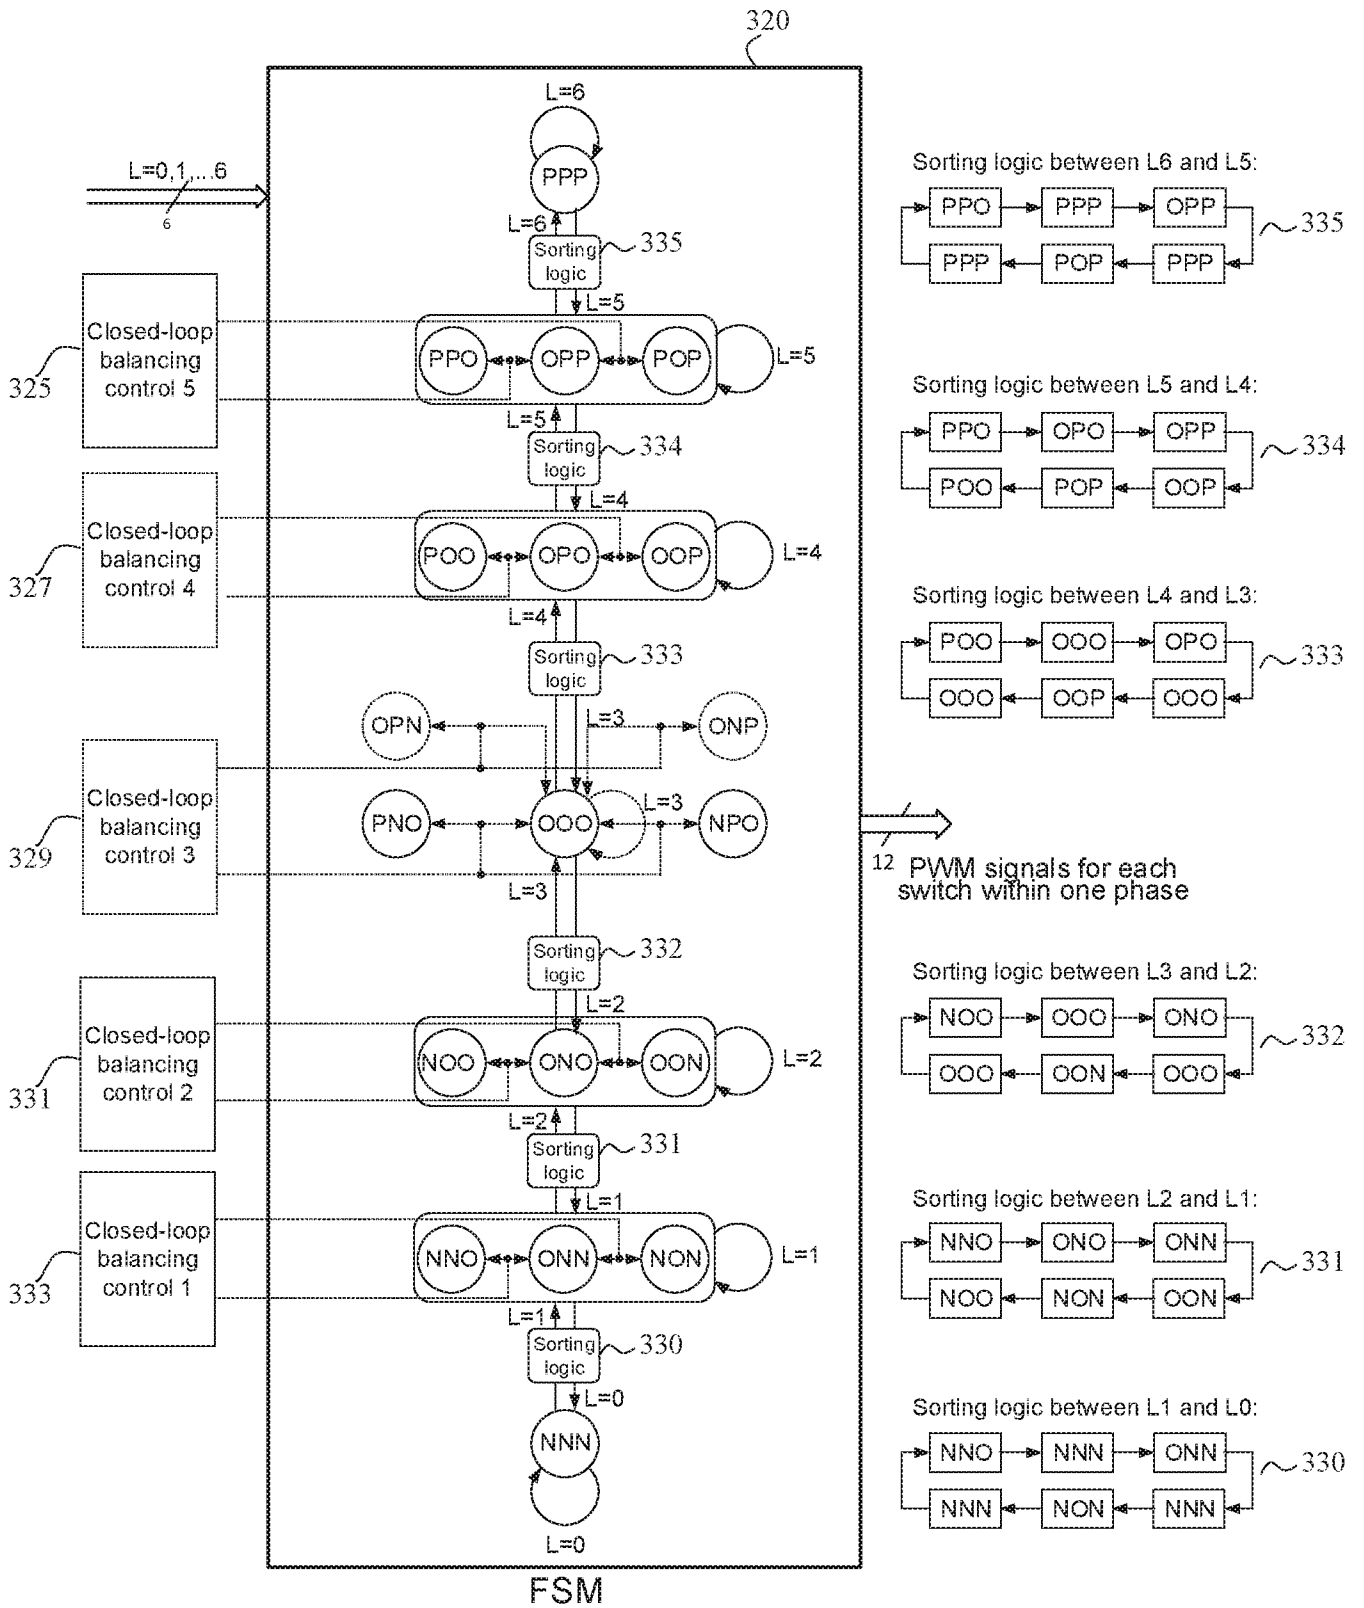 320
L=0,1,...6
6
L=6
PPP
L=6
Sorting
logic
335
L=5
Closed-loop
balancing
control 5
325
PPO
OPP
POP
L=5
L=5
Sorting
logic
334
L=4
Closed-loop
balancing
control 4
327
POO
OPO
OOP
L=4
L=4
Sorting
logic
333
OPN
L=3
ONP
Closed-loop
balancing
control 3
329
PNO
OOO
L=3
NPO
L=3
Sorting
logic
332
L=2
Closed-loop
balancing
control 2
331
NOO
ONO
OON
L=2
L=2
Sorting
logic
331
L=1
Closed-loop
balancing
control 1
333
NNO
ONN
NON
L=1
L=1
Sorting
logic
330
L=0
NNN
L=0
FSM
12
PWM signals for each
switch within one phase
Sorting logic between L6 and L5:
PPO PPP OPP
PPP POP PPP
335
Sorting logic between L5 and L4:
PPO OPO OPP
POO POP OOP
334
Sorting logic between L4 and L3:
POO OOO OPO
OOO OOP OOO
333
Sorting logic between L3 and L2:
NOO OOO ONO
OOO OON OOO
332
Sorting logic between L2 and L1:
NNO ONO ONN
NOO NON OON
331
Sorting logic between L1 and L0:
NNO NNN ONN
NNN NON NNN
330